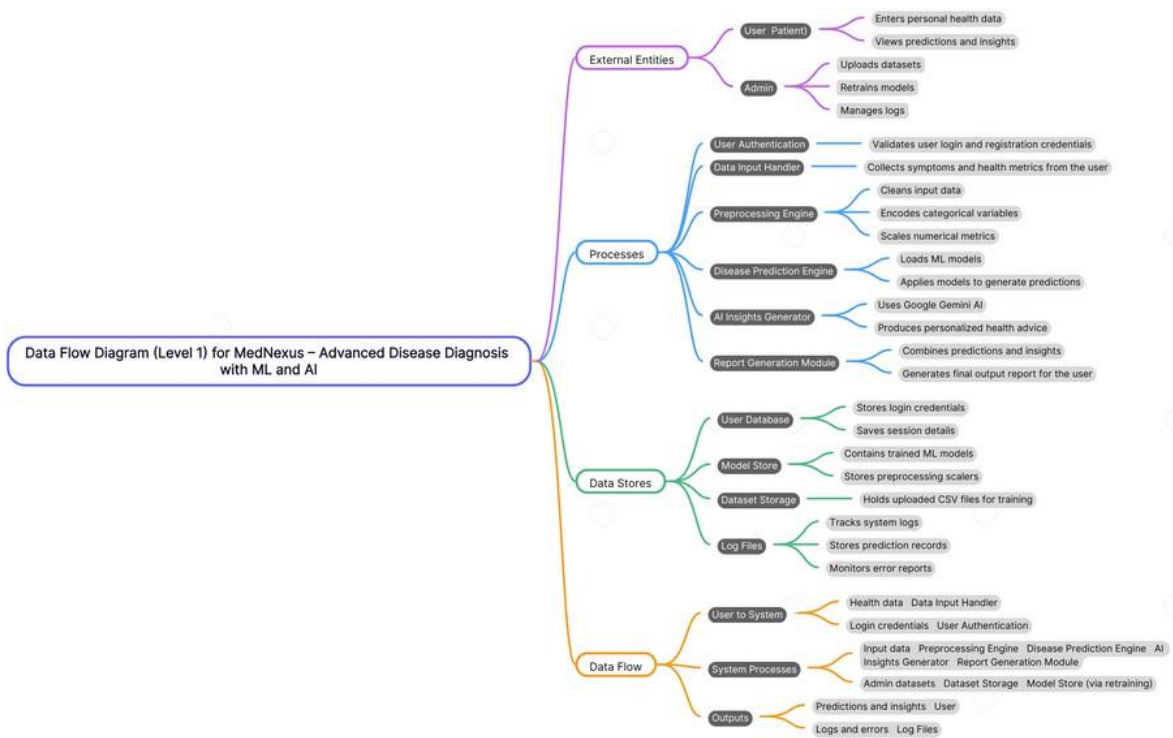 Data Flow Diagram (Level 1) for MedNexus – Advanced Disease Diagnosis
with ML and AI
External Entities
User Patient)
Enters personal health data
Views predictions and insights
Admin
Uploads datasets
Retrains models
Manages logs
Processes
User Authentication
Validates user login and registration credentials
Data Input Handler
Collects symptoms and health metrics from the user
Preprocessing Engine
Cleans input data
Encodes categorical variables
Scales numerical metrics
Disease Prediction Engine
Loads ML models
Applies models to generate predictions
AI Insights Generator
Uses Google Gemini AI
Produces personalized health advice
Report Generation Module
Combines predictions and insights
Generates final output report for the user
Data Stores
User Database
Stores login credentials
Saves session details
Model Store
Contains trained ML models
Stores preprocessing scalers
Dataset Storage
Holds uploaded CSV files for training
Log Files
Tracks system logs
Stores prediction records
Monitors error reports
Data Flow
User to System
Health data Data Input Handler
Login credentials User Authentication
System Processes
Input data Preprocessing Engine Disease Prediction Engine AI
Insights Generator Report Generation Module
Admin datasets Dataset Storage Model Store (via retraining)
Outputs
Predictions and insights User
Logs and errors Log Files